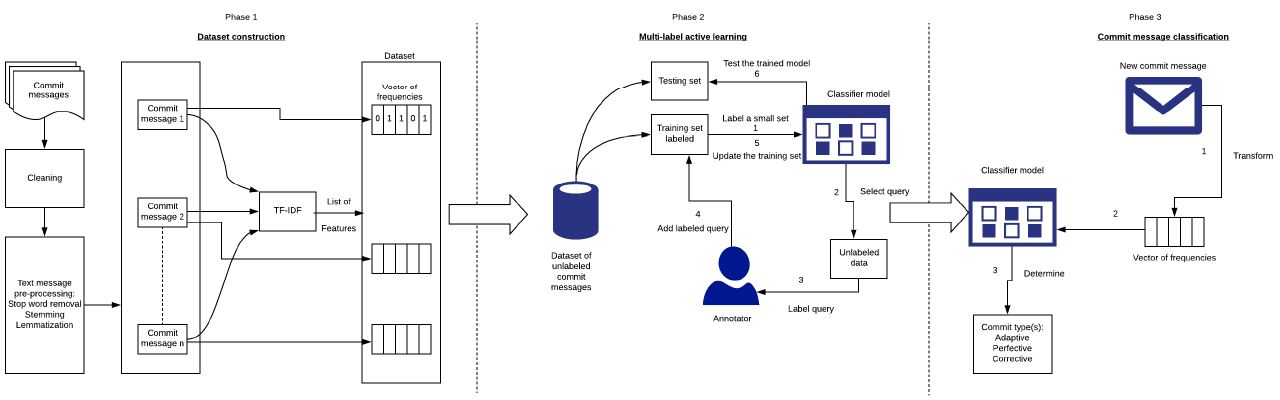 Phase 1
Dataset construction
Commit
messages
Cleaning
Text message
pre-processing:
Stop word removal
Stemming
Lemmatization
Commit
message 1
Commit
message 2
Commit
message n
TF-IDF
List of
Features
Dataset
Vector of
frequencies
0 1 1 0 1
Phase 2
Multi-label active learning
Dataset of
unlabeled
commit
messages
Testing set
Training set
labeled
Test the trained model
6
Label a small set
1
5
Update the training set
Classifier model
2
Select query
Unlabeled
data
3
Label query
4
Add labeled query
Annotator
Phase 3
Commit message classification
New commit message
1
Transform
Vector of frequencies
2
Classifier model
3
Determine
Commit type(s):
Adaptive
Perfective
Corrective